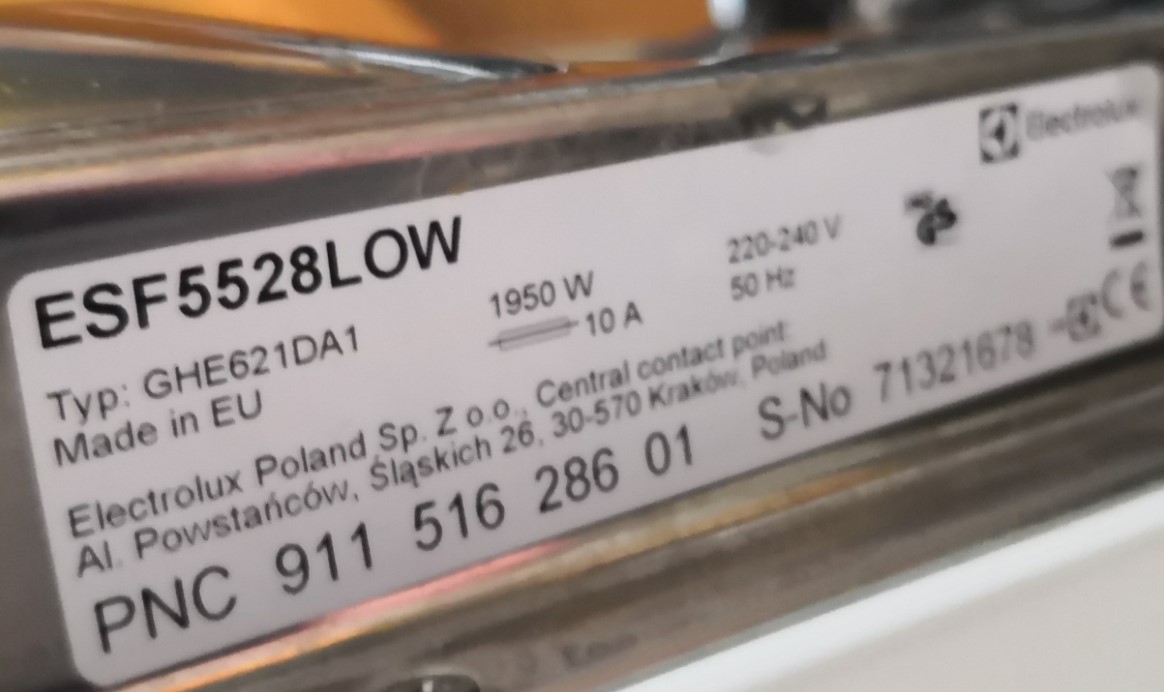 Electrolux
ESF5528LOW
Typ: GHE621DA1
Made in EU
1950 W
10 A
220-240 V
50 Hz
Electrolux Poland Sp. Z o.o., Central contact point:
Al. Powstańców, Śląskich 26, 30-570 Kraków, Poland
PNC 911 516 286 01
S-No 71321678
CE